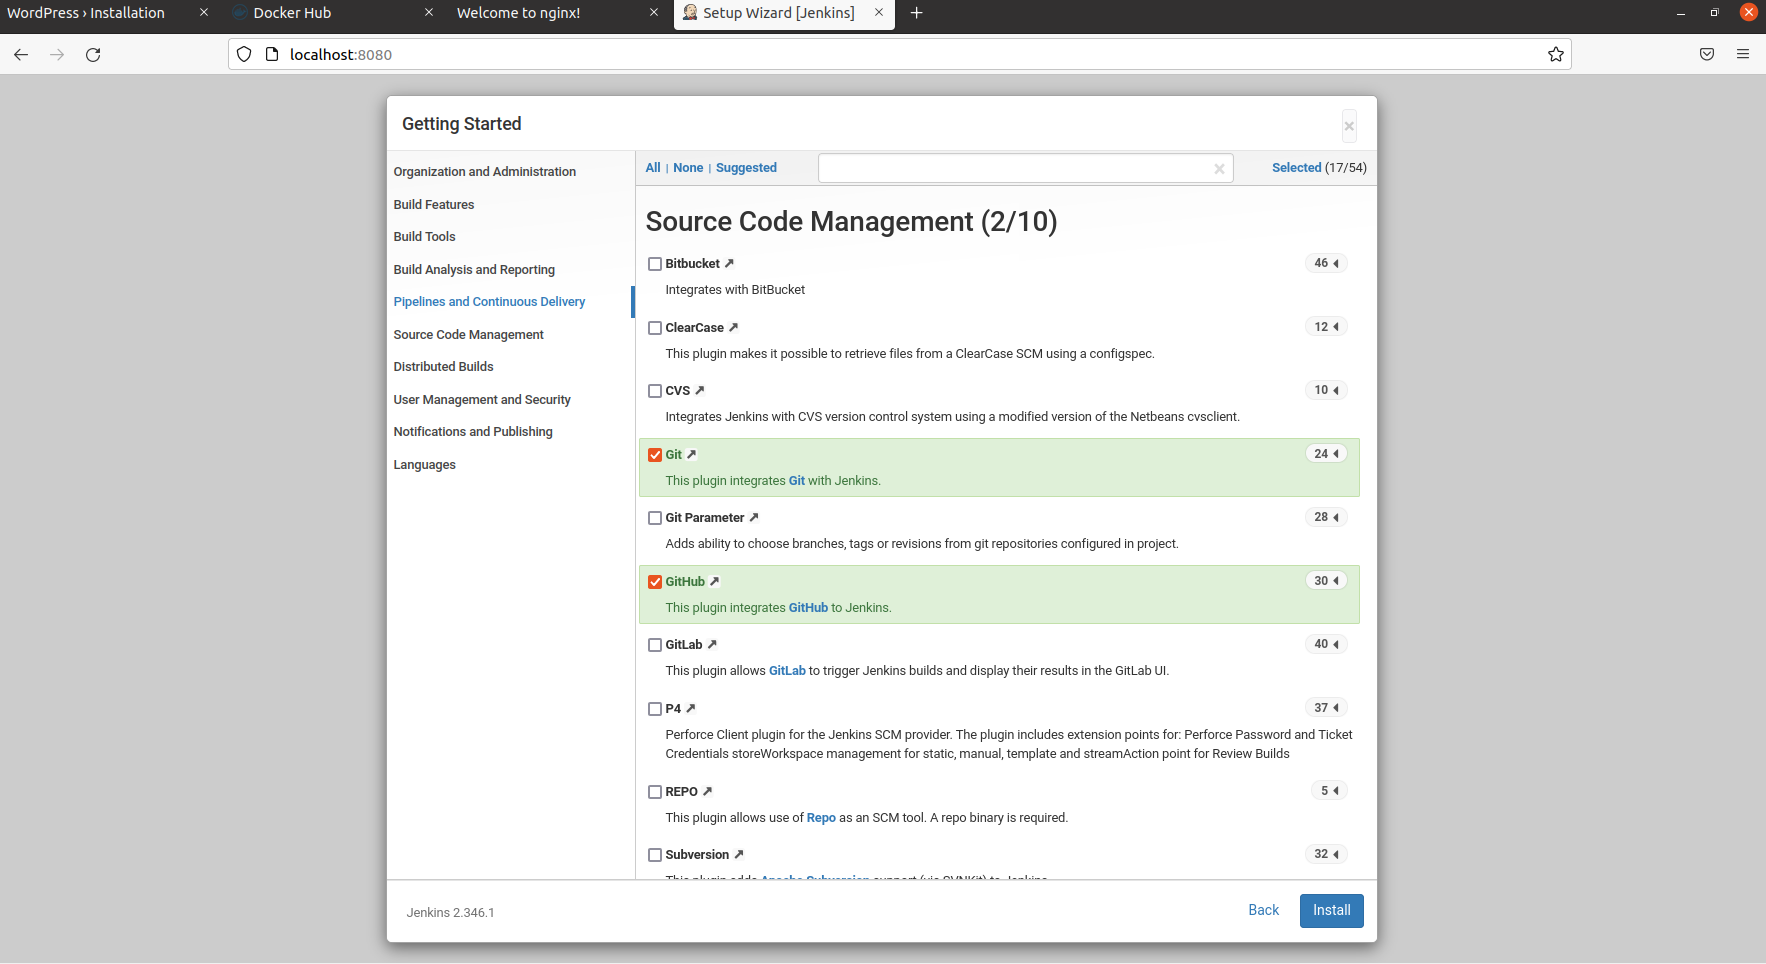 WordPress › Installation
Docker Hub
Welcome to nginx!
Setup Wizard [Jenkins]
localhost:8080
Getting Started
Organization and Administration
Build Features
Build Tools
Build Analysis and Reporting
Pipelines and Continuous Delivery
Source Code Management
Distributed Builds
User Management and Security
Notifications and Publishing
Languages
All | None | Suggested
Selected (17/54)
Source Code Management (2/10)
Bitbucket 46
Integrates with BitBucket
ClearCase 12
This plugin makes it possible to retrieve files from a ClearCase SCM using a configspec.
CVS 10
Integrates Jenkins with CVS version control system using a modified version of the Netbeans cvsclient.
Git 24
This plugin integrates Git with Jenkins.
Git Parameter 28
Adds ability to choose branches, tags or revisions from git repositories configured in project.
GitHub 30
This plugin integrates GitHub to Jenkins.
GitLab 40
This plugin allows GitLab to trigger Jenkins builds and display their results in the GitLab UI.
P4 37
Perforce Client plugin for the Jenkins SCM provider. The plugin includes extension points for: Perforce Password and Ticket
Credentials storeWorkspace management for static, manual, template and streamAction point for Review Builds
REPO 5
This plugin allows use of Repo as an SCM tool. A repo binary is required.
Subversion 32
This plugin adds Apache Subversion support (via SVNKit) to Jenkins.
Jenkins 2.346.1
Back
Install